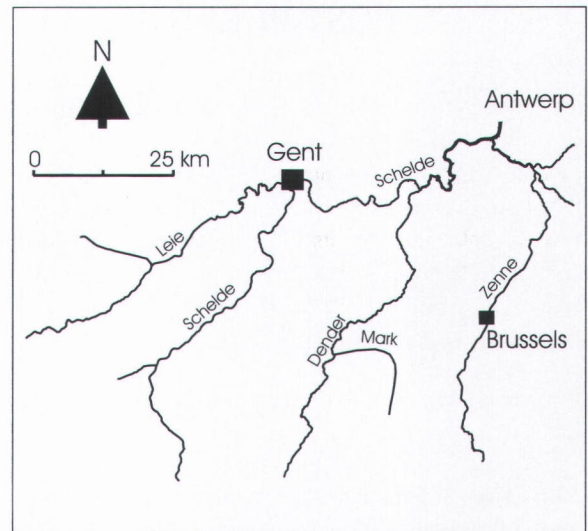 N
Antwerp
0 25 km
Gent
Schelde
Leie
Schelde
Zenne
Dender
Mark
Brussels